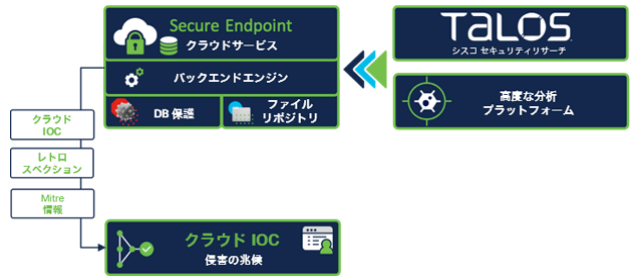 Secure Endpoint
クラウドサービス
バックエンドエンジン
DB 保護
ファイル
リポジトリ
TALOS
シスコ セキュリティリサーチ
高度な分析
プラットフォーム
クラウド
IOC
レトロ
スペクション
Mitre
情報
クラウド IOC
侵害の兆候